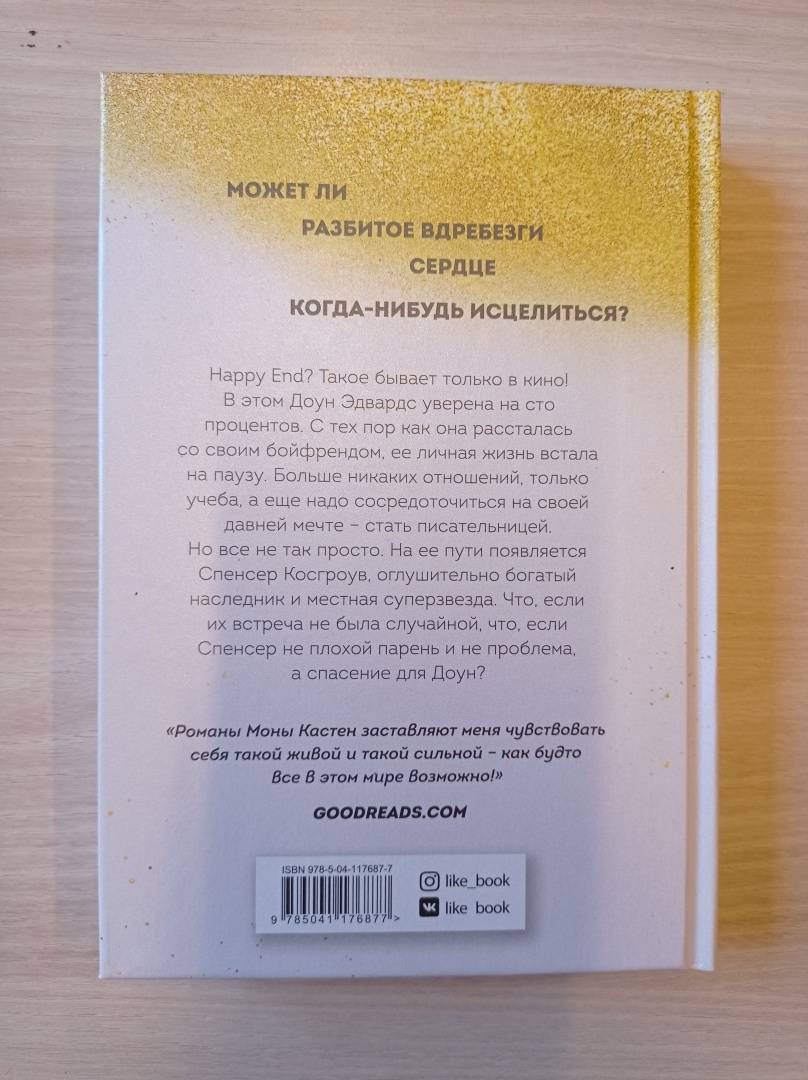 МОЖЕТ ЛИ
РАЗБИТОЕ ВДРЕБЕЗГИ
СЕРДЦЕ
КОГДА-НИБУДЬ ИСЦЕЛИТЬСЯ?
Happy End? Такое бывает только в кино!
В этом Доун Эдвардс уверена на сто
процентов. С тех пор как она рассталась
со своим бойфрендом, ее личная жизнь встала
на паузу. Больше никаких отношений, только
учеба, а еще надо сосредоточиться на своей
давней мечте – стать писательницей.
Но все не так просто. На ее пути появляется
Спенсер Косгроув, оглушительно богатый
наследник и местная суперзвезда. Что, если
их встреча не была случайной, что, если
Спенсер не плохой парень и не проблема,
а спасение для Доун?
«Романы Моны Кастен заставляют меня чувствовать
себя такой живой и такой сильной – как будто
все в этом мире возможно!»
GOODREADS.COM
ISBN 978-5-04-117687-7
9 785041 176877 >
like_book
like book